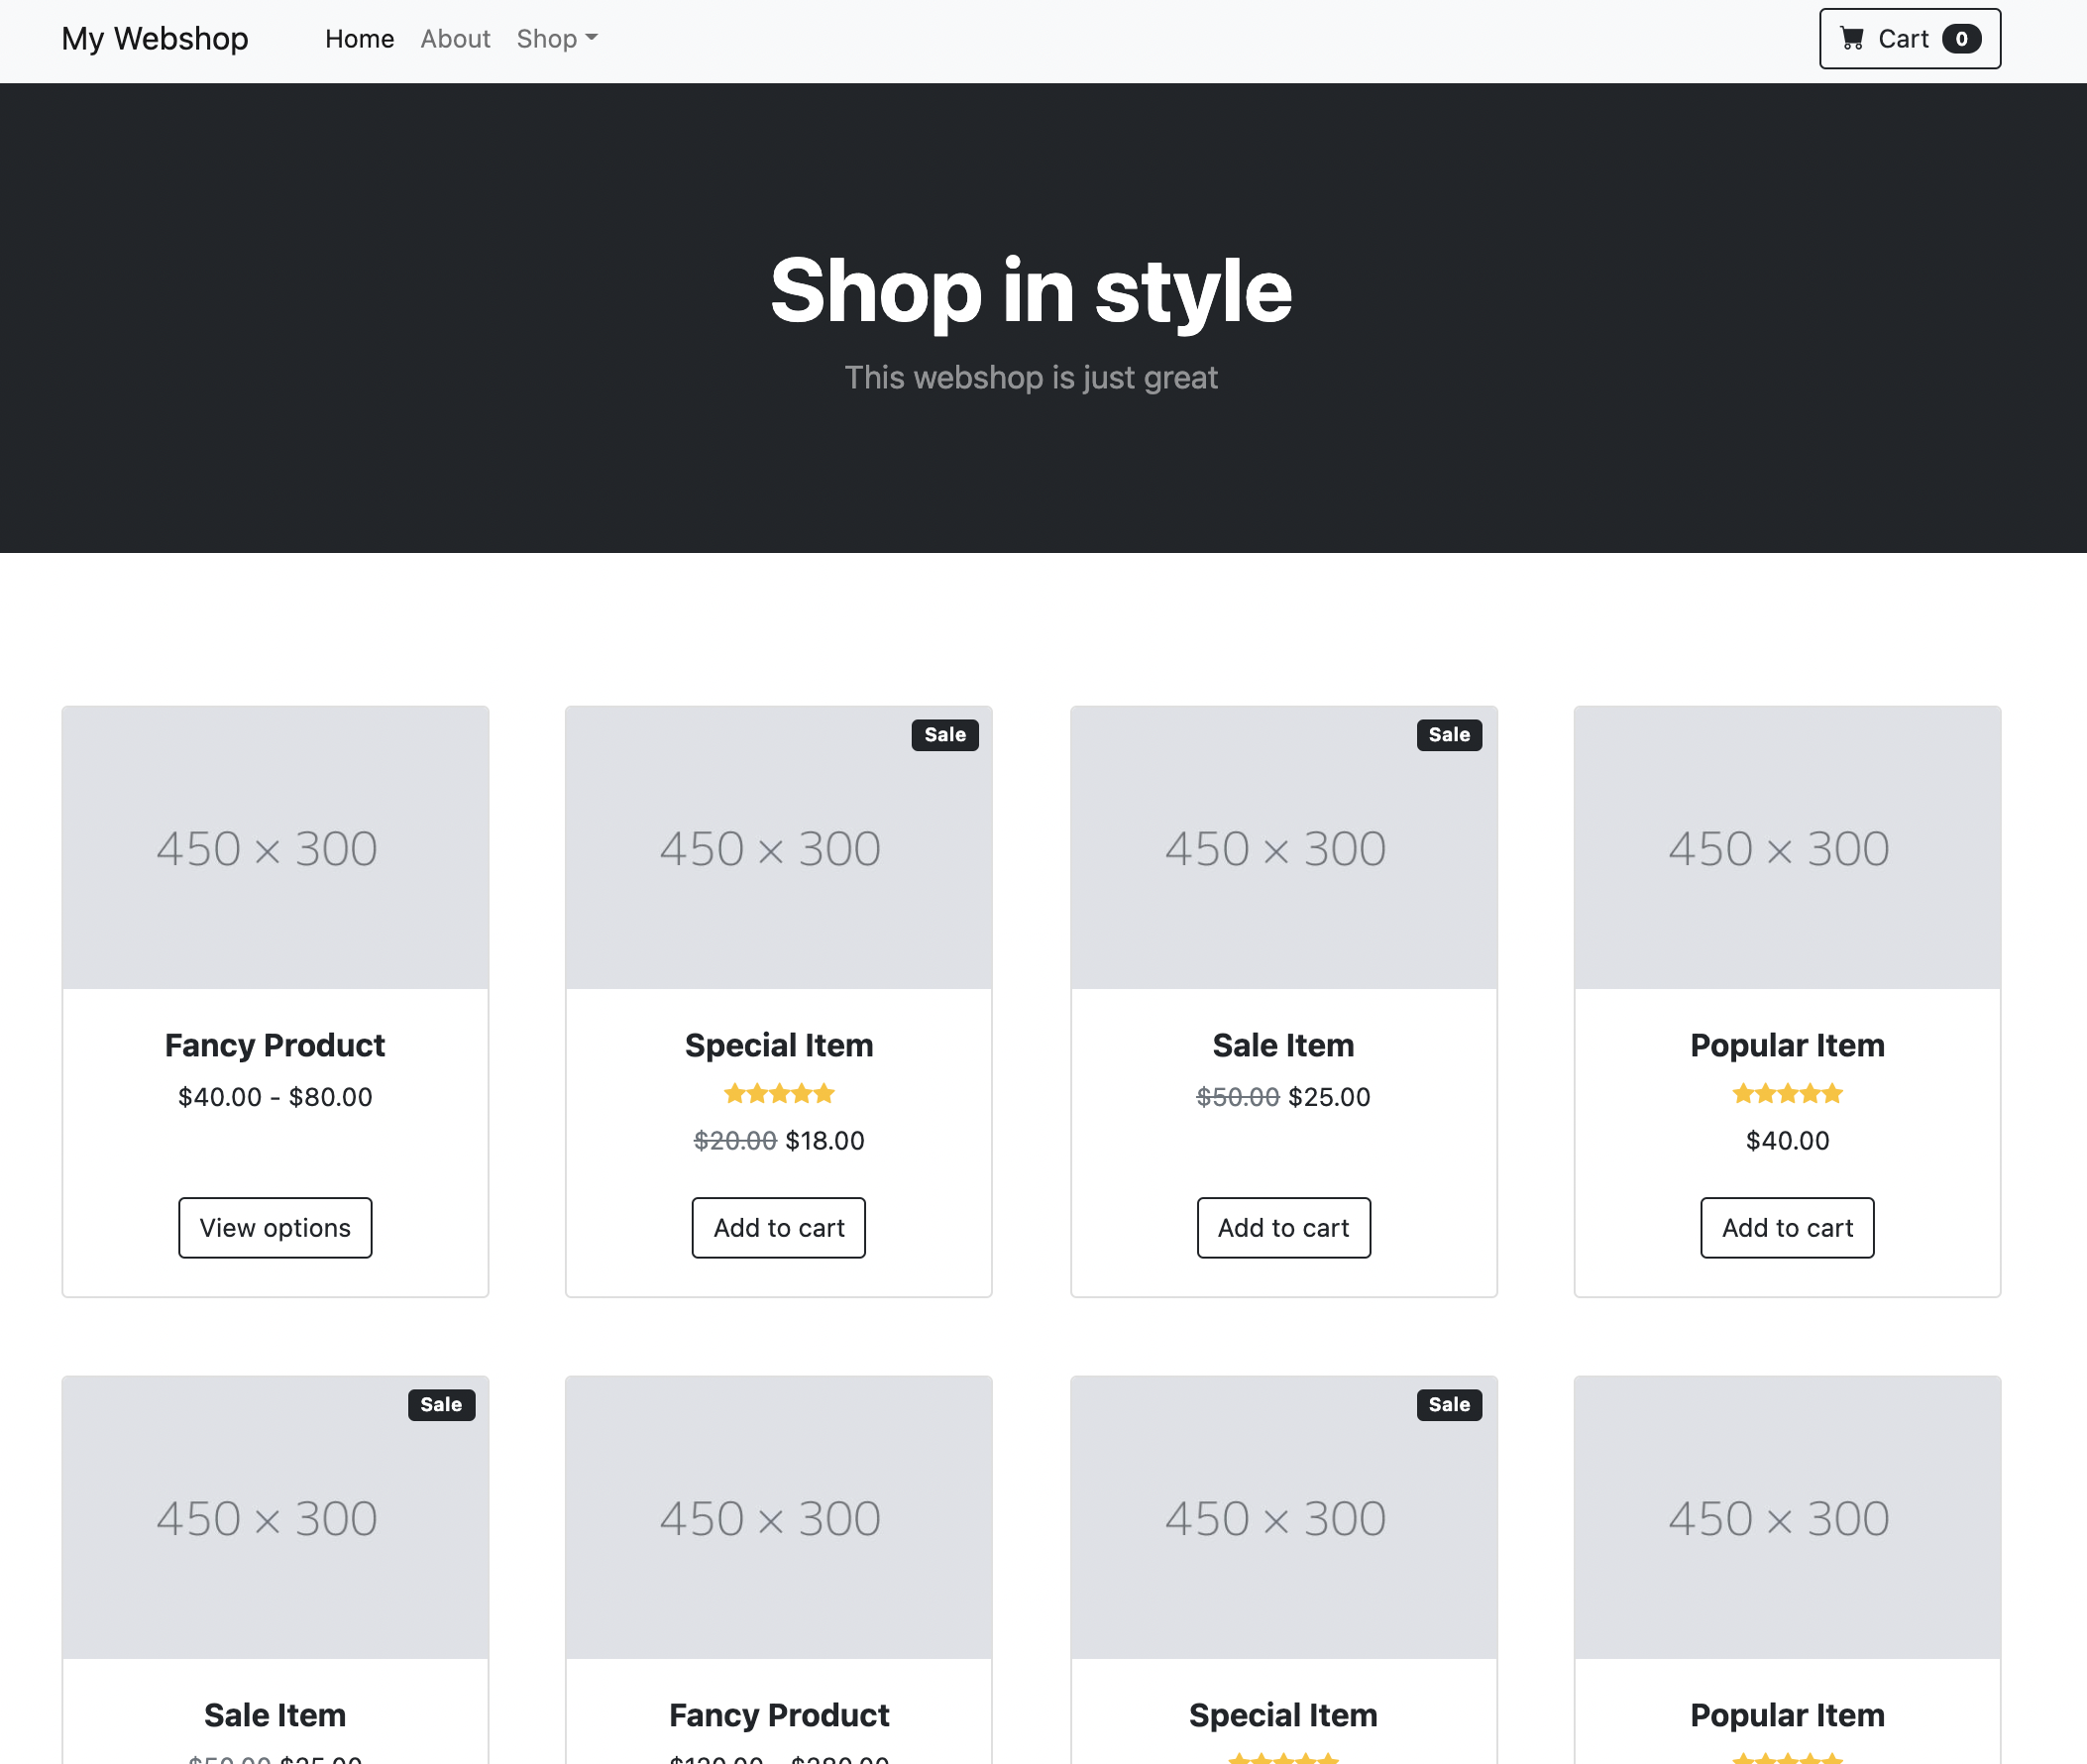 My Webshop Home About Shop Cart 0
Shop in style
This webshop is just great
Sale Sale
450 × 300 450 × 300 450 × 300 450 × 300
Fancy Product Special Item Sale Item Popular Item
$40.00 - $80.00 $50.00 $25.00
$20.00 $18.00 $40.00
View options Add to cart Add to cart Add to cart
Sale Sale
450 × 300 450 × 300 450 × 300 450 × 300
Sale Item Fancy Product Special Item Popular Item